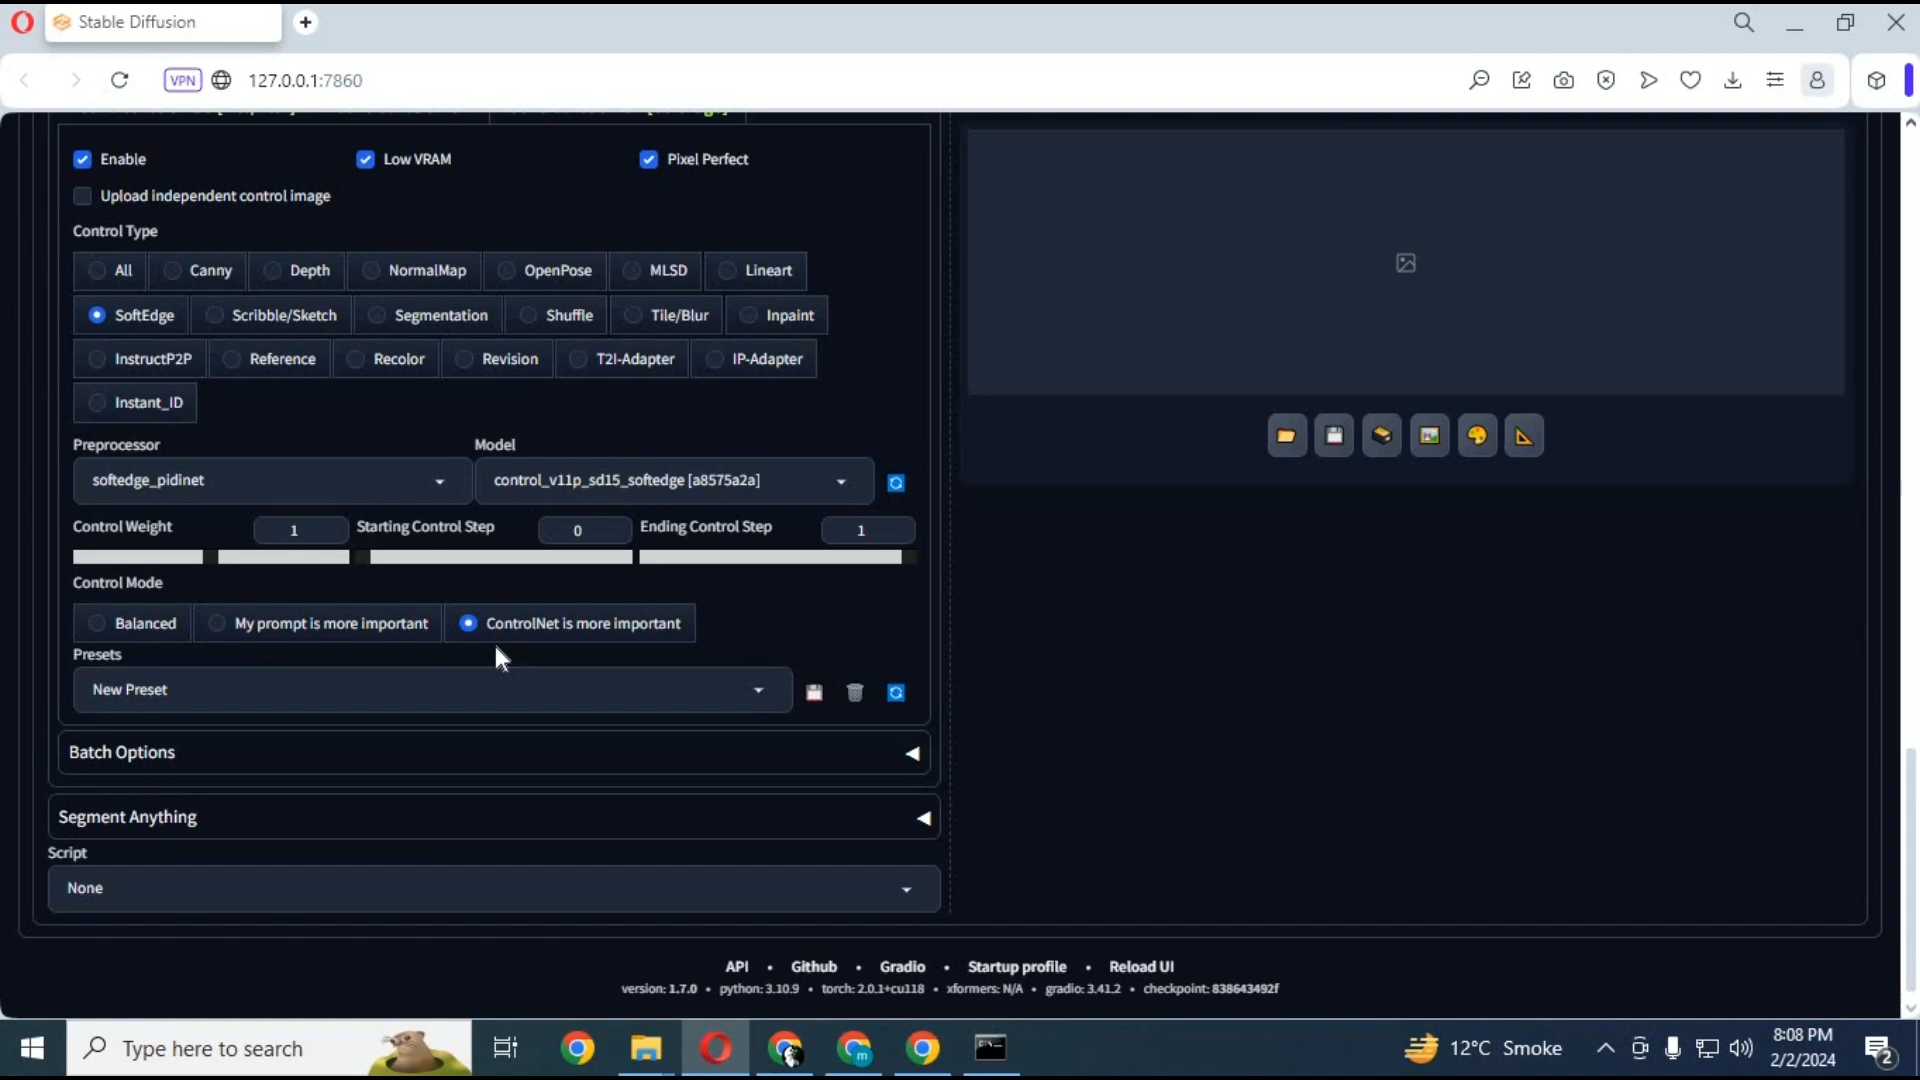 Stable Diffusion
VPN 127.0.0.1:7860
Enable Low VRAM Pixel Perfect
Upload independent control image
Control Type
All Canny Depth NormalMap OpenPose MLSD Lineart
SoftEdge Scribble/Sketch Segmentation Shuffle Tile/Blur Inpaint
InstructP2P Reference Recolor Revision T2I-Adapter IP-Adapter
Instant_ID
Preprocessor Model
softedge_pidinet control_v11p_sd15_softedge [a8575a2a]
Control Weight 1 Starting Control Step 0 Ending Control Step 1
Control Mode
Balanced My prompt is more important ControlNet is more important
Presets
New Preset
Batch Options
Segment Anything
Script
None
API • Github • Gradio • Startup profile • Reload UI
version: 1.7.0 • python: 3.10.9 • torch: 2.0.1+cu118 • xformers: N/A • gradio: 3.41.2 • checkpoint: 838643492f
Type here to search 12°C Smoke 8:08 PM
2/2/2024 2